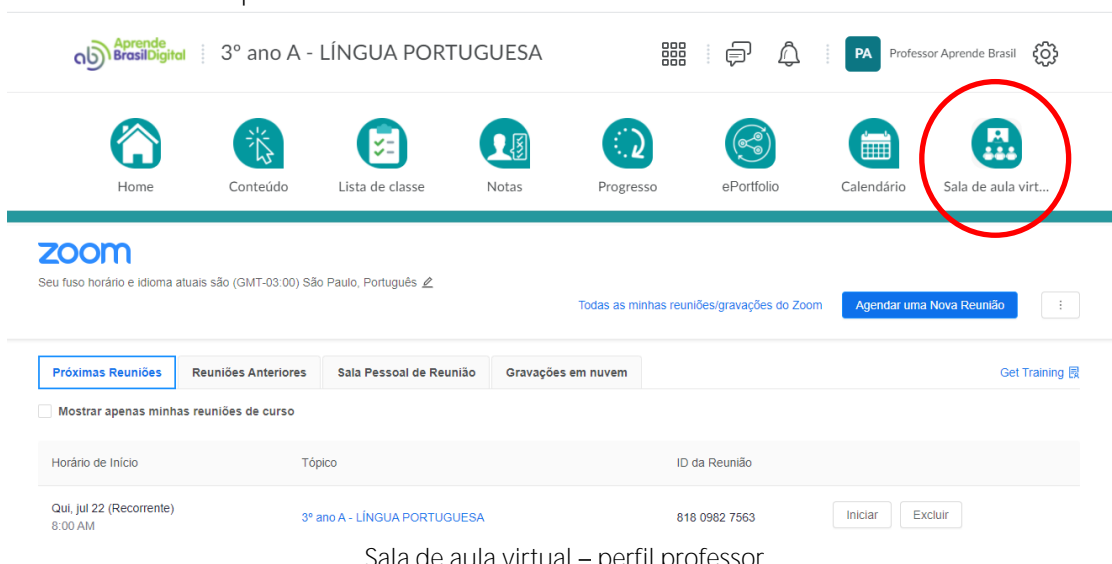 Aprende
BrasilDigital
3º ano A - LÍNGUA PORTUGUESA
PA
Professor Aprende Brasil
Home
Conteúdo
Lista de classe
Notas
Progresso
ePortfolio
Calendário
Sala de aula virt...
zoom
Seu fuso horário e idioma atuais são (GMT-03:00) São Paulo, Português
Todas as minhas reuniões/gravações do Zoom
Agendar uma Nova Reunião
Próximas Reuniões
Reuniões Anteriores
Sala Pessoal de Reunião
Gravações em nuvem
Get Training
Mostrar apenas minhas reuniões de curso
Horário de Início
Tópico
ID da Reunião
Qui, jul 22 (Recorrente)
8:00 AM
3º ano A - LÍNGUA PORTUGUESA
818 0982 7563
Iniciar
Excluir
Sala de aula virtual – perfil professor